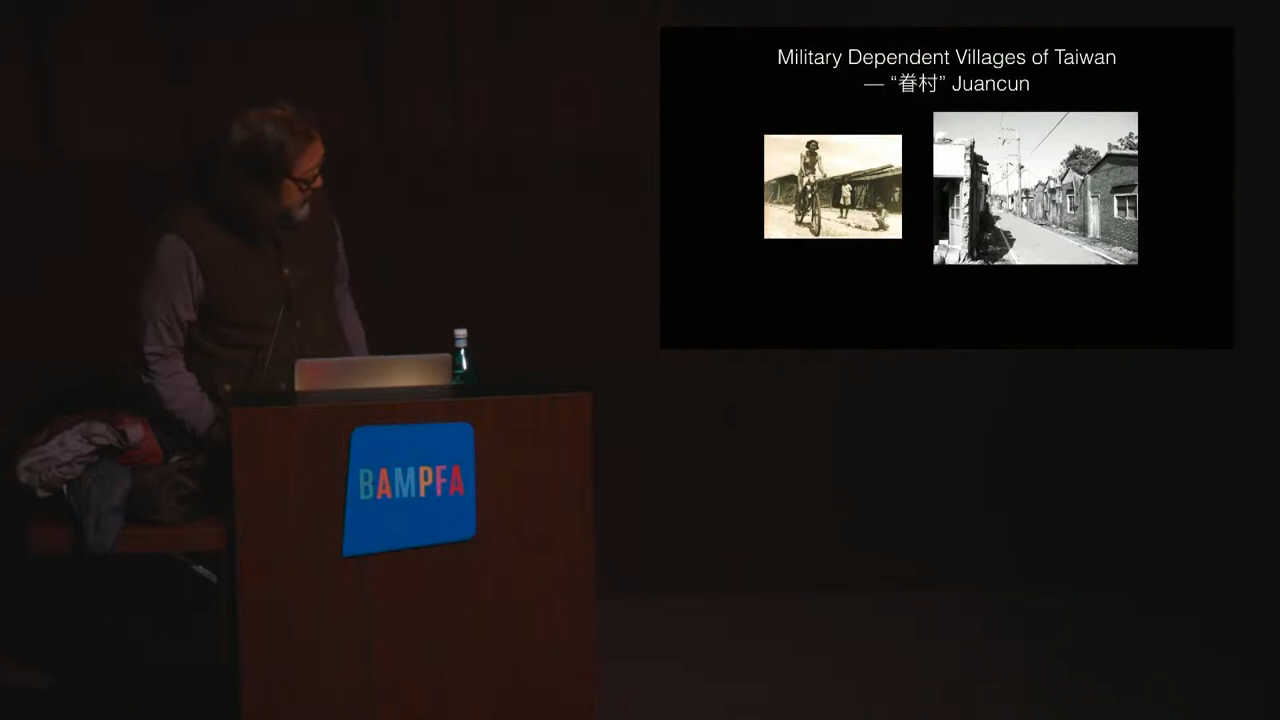 Military Dependent Villages of Taiwan
— “眷村” Juancun
BAMPFA